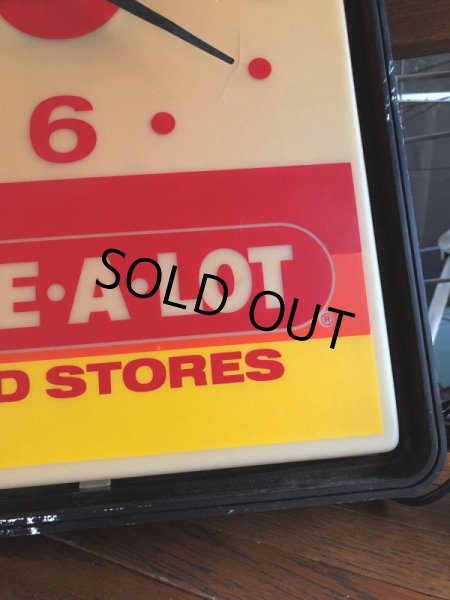 6
E·A·LOT
®
D STORES
SOLD OUT